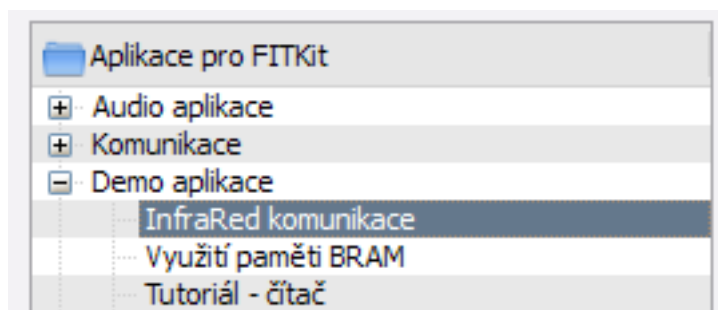 Aplikace pro FITKit
Audio aplikace
Komunikace
Demo aplikace
InfraRed komunikace
Využití paměti BRAM
Tutoriál - čítač